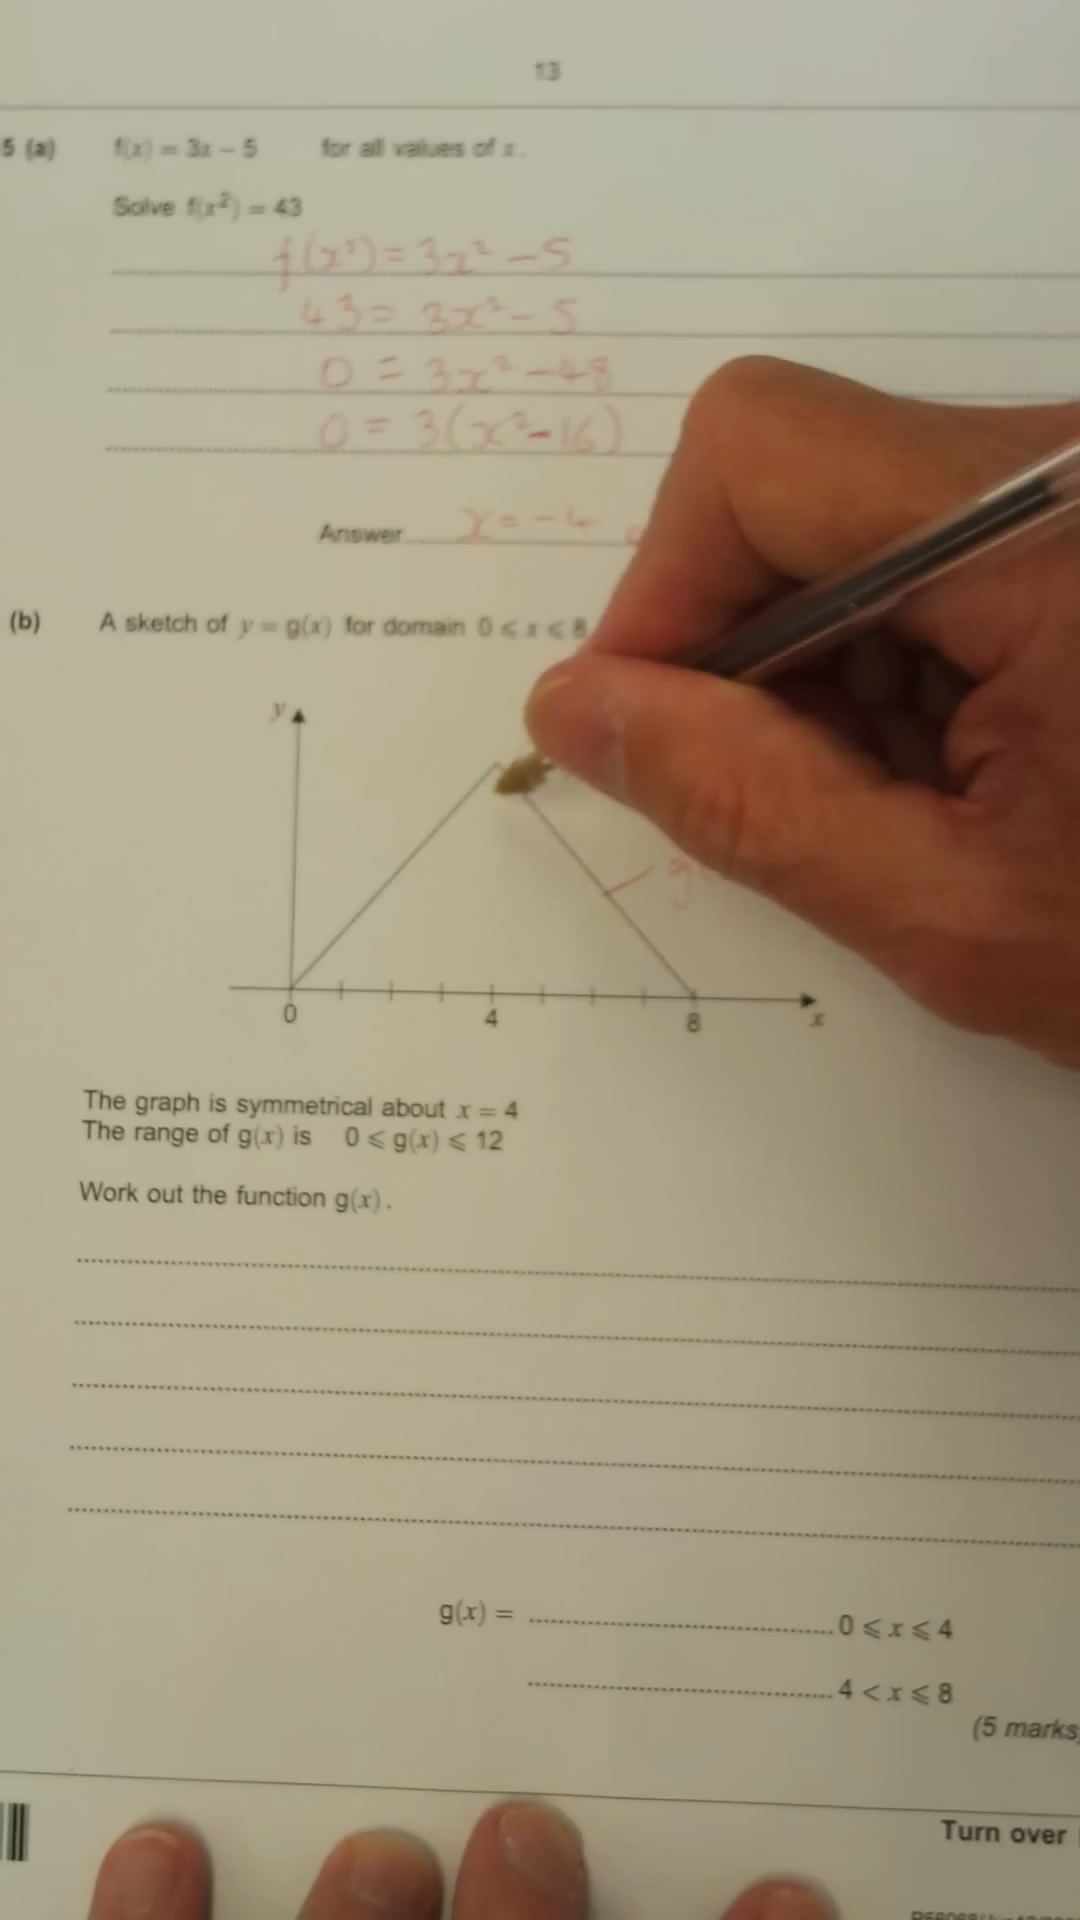 13
5 (a) f(x) = 3x – 5 for all values of x.
Solve f(x²) = 43
f(x²) = 3x² – 5
43 = 3x² – 5
0 = 3x² – 48
0 = 3(x² – 16)
Answer x = – 4
(b) A sketch of y = g(x) for domain 0 ⩽ x ⩽ 8
y
g
0 4 8 x
The graph is symmetrical about x = 4
The range of g(x) is 0 ⩽ g(x) ⩽ 12
Work out the function g(x).
g(x) = 0 ⩽ x ⩽ 4
4 < x ⩽ 8
(5 marks)
Turn over